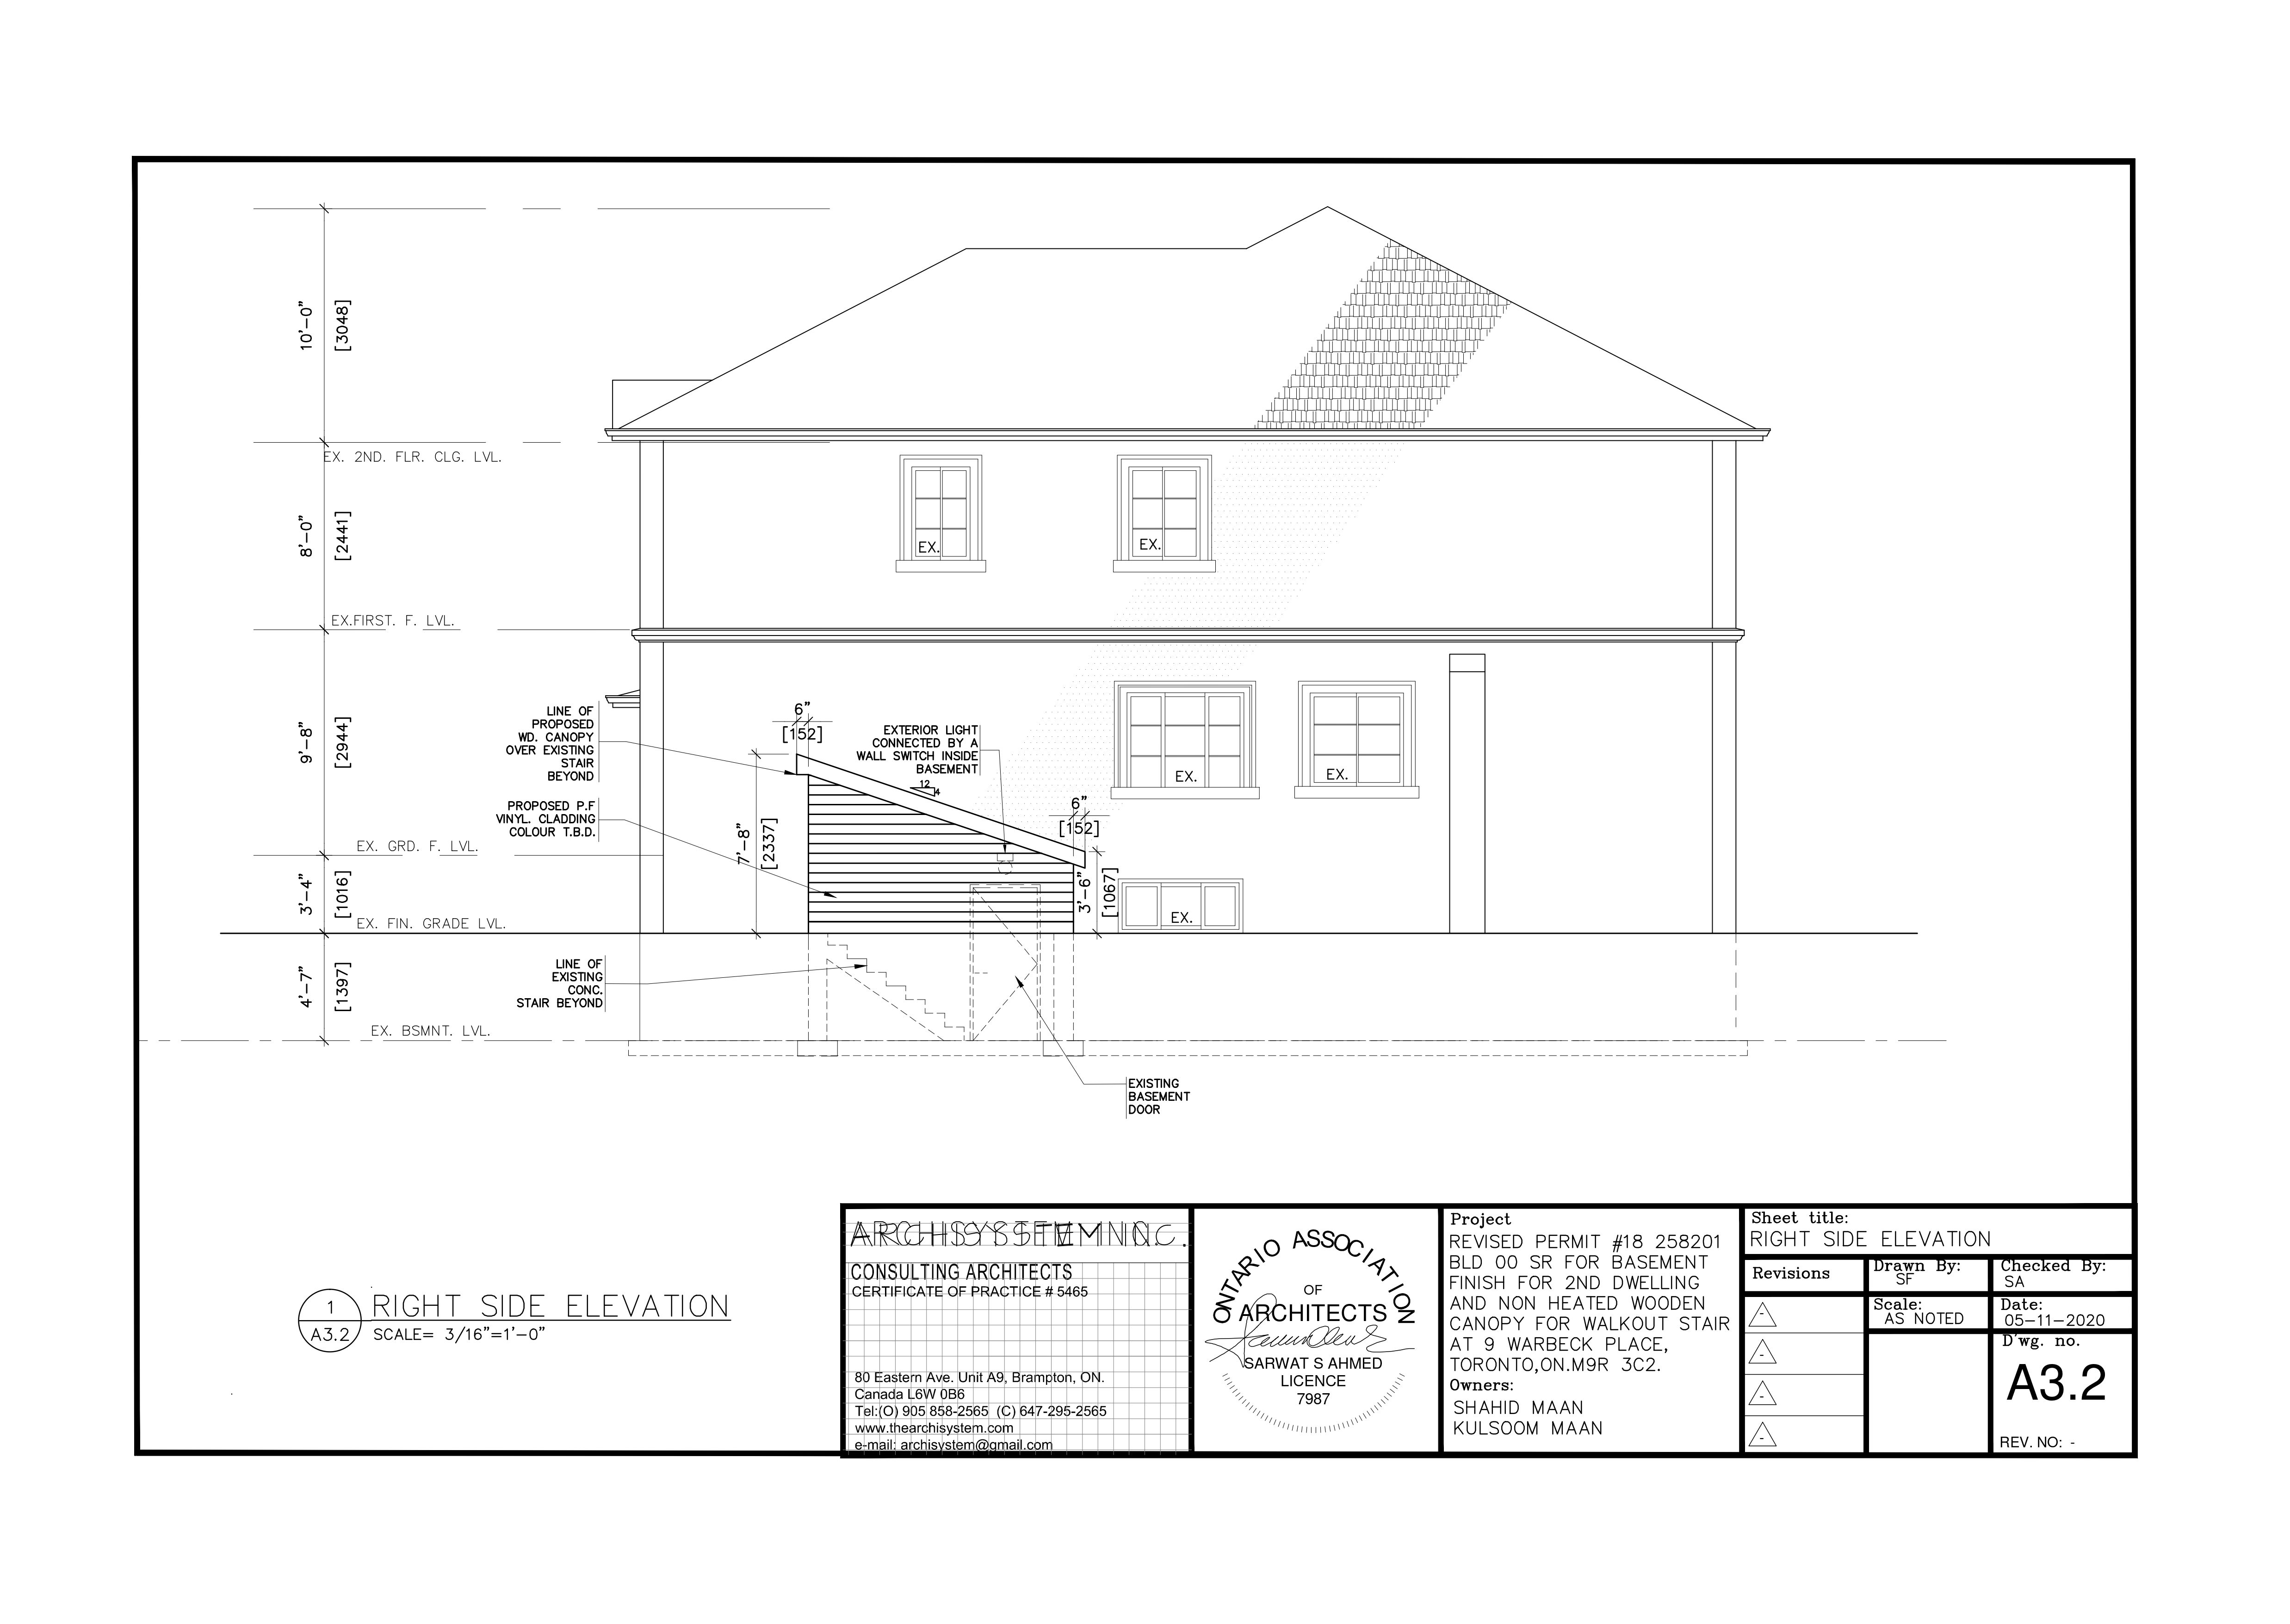 10'-0"
[3048]
EX. 2ND. FLR. CLG. LVL.
8'-0"
[2441]
EX.FIRST. F. LVL.
9'-8"
[2944]
EX. GRD. F. LVL.
3'-4"
[1016]
EX. FIN. GRADE LVL.
4'-7"
[1397]
EX. BSMNT. LVL.
EX.
EX.
EX.
EX.
EX.
LINE OF
PROPOSED
WD. CANOPY
OVER EXISTING
STAIR
BEYOND
PROPOSED P.F
VINYL. CLADDING
COLOUR T.B.D.
6"
[152]
EXTERIOR LIGHT
CONNECTED BY A
WALL SWITCH INSIDE
BASEMENT
12
4
6"
[152]
7'-8"
[2337]
3'-6"
[1067]
LINE OF
EXISTING
CONC.
STAIR BEYOND
EXISTING
BASEMENT
DOOR
1
A3.2
RIGHT SIDE ELEVATION
SCALE= 3/16"=1'-0"
ARCHISYSTEM INC.
CONSULTING ARCHITECTS
CERTIFICATE OF PRACTICE # 5465
80 Eastern Ave. Unit A9, Brampton, ON.
Canada L6W 0B6
Tel:(O) 905 858-2565 (C) 647-295-2565
www.thearchisystem.com
e-mail: archisystem@gmail.com
ONTARIO ASSOCIATION
OF
ARCHITECTS
SARWAT S AHMED
LICENCE
7987
Project
REVISED PERMIT #18 258201
BLD 00 SR FOR BASEMENT
FINISH FOR 2ND DWELLING
AND NON HEATED WOODEN
CANOPY FOR WALKOUT STAIR
AT 9 WARBECK PLACE,
TORONTO,ON.M9R 3C2.
Owners:
SHAHID MAAN
KULSOOM MAAN
Sheet title:
RIGHT SIDE ELEVATION
Revisions
-
-
-
-
Drawn By:
SF
Checked By:
SA
Scale:
AS NOTED
Date:
05-11-2020
D'wg. no.
A3.2
REV. NO: -